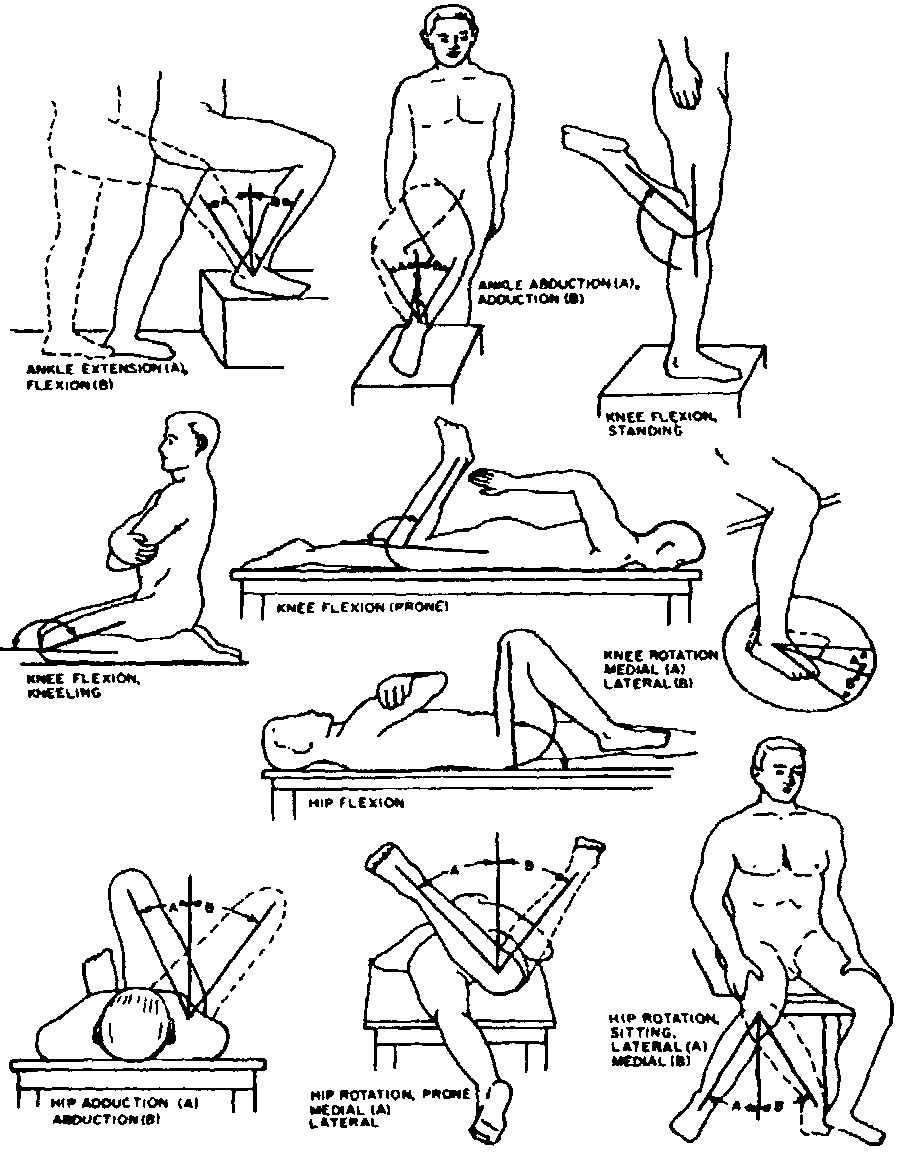 A B
ANKLE EXTENSION (A),
FLEXION (B)
A B
ANKLE ABDUCTION (A),
ADDUCTION (B)
KNEE FLEXION,
STANDING
KNEE FLEXION,
KNEELING
KNEE FLEXION (PRONE)
KNEE ROTATION
MEDIAL (A)
LATERAL (B)
A
B
HIP FLEXION
A B
HIP ADDUCTION (A)
ABDUCTION (B)
A B
HIP ROTATION, PRONE
MEDIAL (A)
LATERAL
HIP ROTATION,
SITTING,
LATERAL (A)
MEDIAL (B)
A B